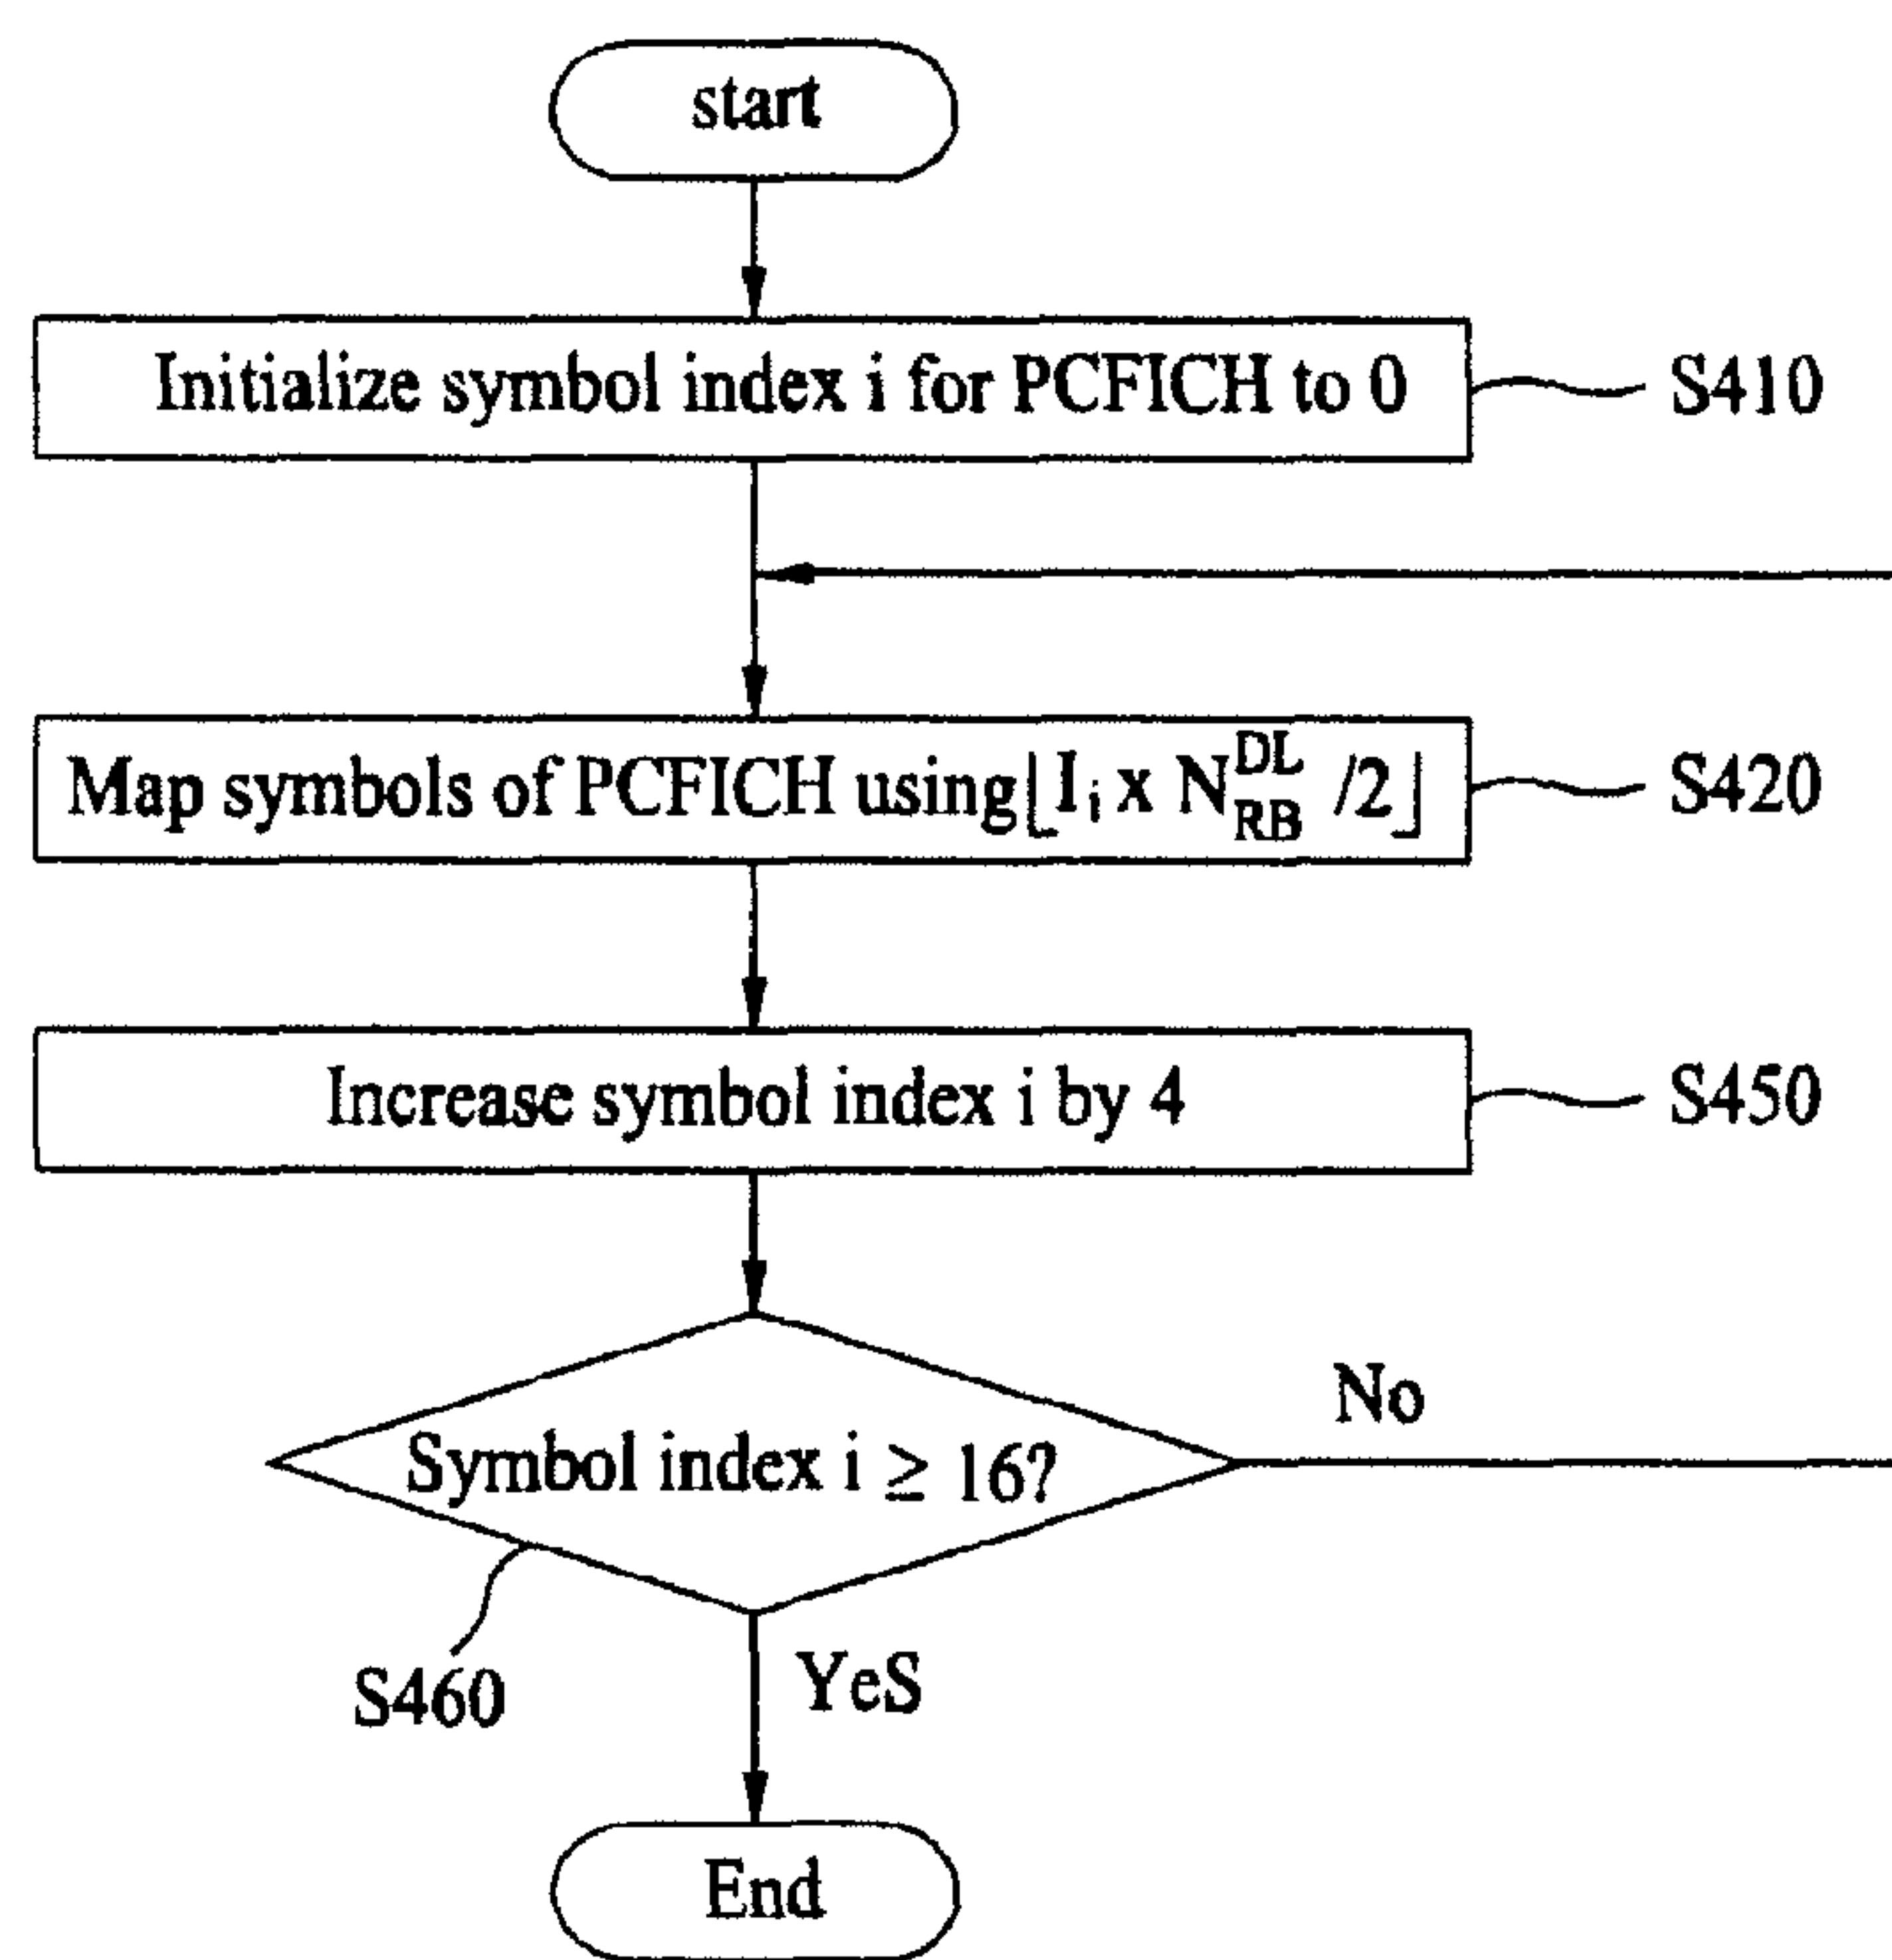 start
Initialize symbol index i for PCFICH to 0
S410
Map symbols of PCFICH using ⌊I_i x N_RB^DL /2⌋
S420
Increase symbol index i by 4
S450
No
Symbol index i ≥ 16?
S460
YeS
End